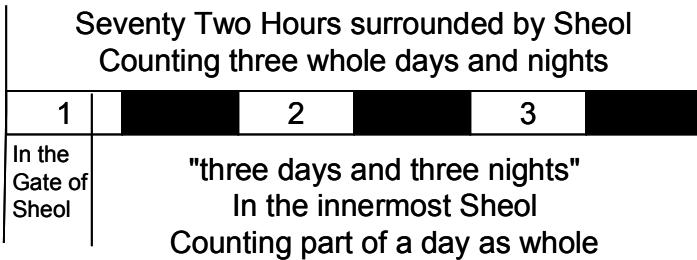 Seventy Two Hours surrounded by Sheol
Counting three whole days and nights
1 2 3
In the
Gate of
Sheol
"three days and three nights"
In the innermost Sheol
Counting part of a day as whole